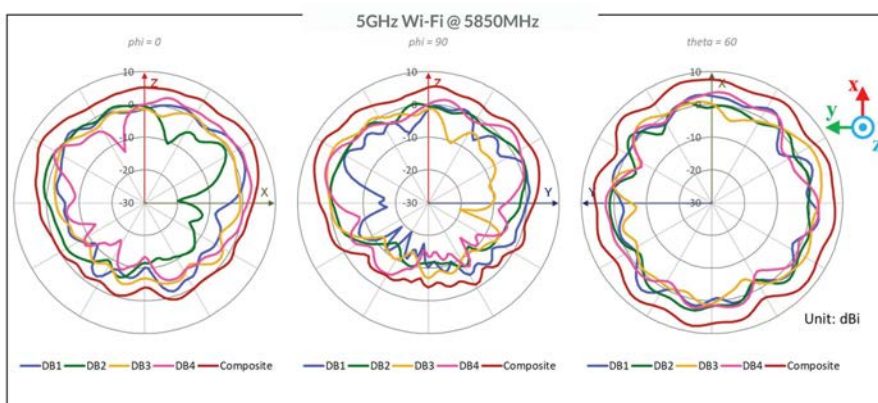 5GHz Wi-Fi @ 5850MHz
phi = 0
phi = 90
theta = 60
10
0
-10
-20
-30
Z
X
10
0
-10
-20
-30
Z
Y
10
0
-10
-20
-30
X
Y
x
y
z
Unit: dBi
DB1 DB2 DB3 DB4 Composite
DB1 DB2 DB3 DB4 Composite
DB1 DB2 DB3 DB4 Composite